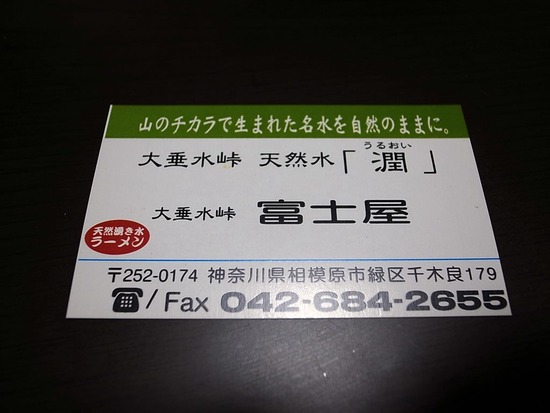 山のチカラで生まれた名水を自然のままに。
うるおい
大垂水峠 天然水「潤」
大垂水峠 富士屋
天然湧き水
ラーメン
〒252-0174 神奈川県相模原市緑区千木良179
☎/Fax 042-684-2655